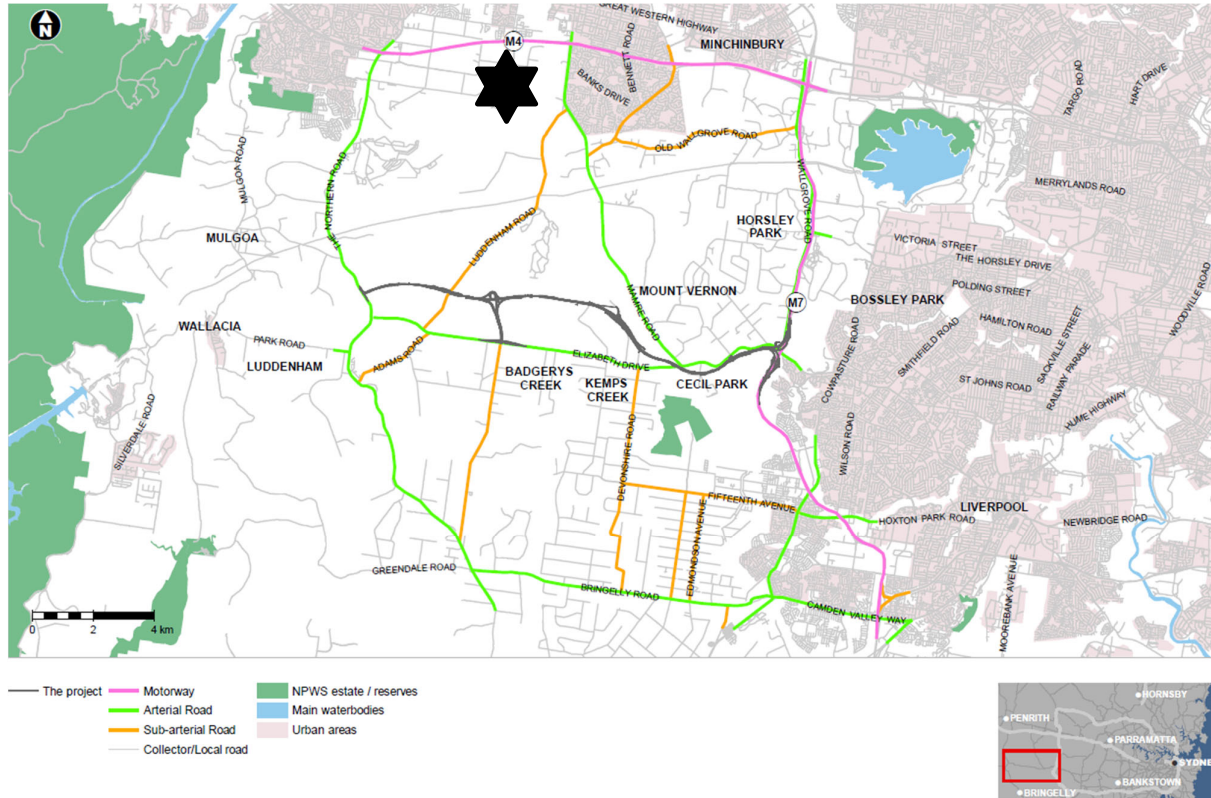 N
GREAT WESTERN HIGHWAY
M4
MINCHINBURY
BENNETT ROAD
BANKS DRIVE
TARGO ROAD
HART DRIVE
OLD WALLGROVE ROAD
MULGOA ROAD
THE NORTHERN ROAD
MERRYLANDS ROAD
WALLGROVE ROAD
LUDDENHAM ROAD
HORSLEY
PARK
MULGOA
VICTORIA STREET
THE HORSLEY DRIVE
POLDING STREET
MOUNT VERNON
MAMRE ROAD
M7
BOSSLEY PARK
WOODVILLE ROAD
WALLACIA
PARK ROAD
HAMILTON ROAD
SMITHFIELD ROAD
SACKVILLE STREET
RAILWAY PARADE
COWPASTURE ROAD
LUDDENHAM
ADAMS ROAD
ELIZABETH DRIVE
BADGERYS
CREEK
KEMPS
CREEK
CECIL PARK
ST JOHNS ROAD
HUME HIGHWAY
SILVERDALE ROAD
DEVONSHIRE ROAD
WILSON ROAD
FIFTEENTH AVENUE
LIVERPOOL
HOXTON PARK ROAD
NEWBRIDGE ROAD
EDMONDSON AVENUE
GREENDALE ROAD
BRINGELLY ROAD
CAMDEN VALLEY WAY
MOOREBANK AVENUE
0 2 4 km
The project
Motorway
Arterial Road
Sub-arterial Road
Collector/Local road
NPWS estate / reserves
Main waterbodies
Urban areas
HORNSBY
PENRITH
PARRAMATTA
SYDNE
BANKSTOWN
BRINGELLY